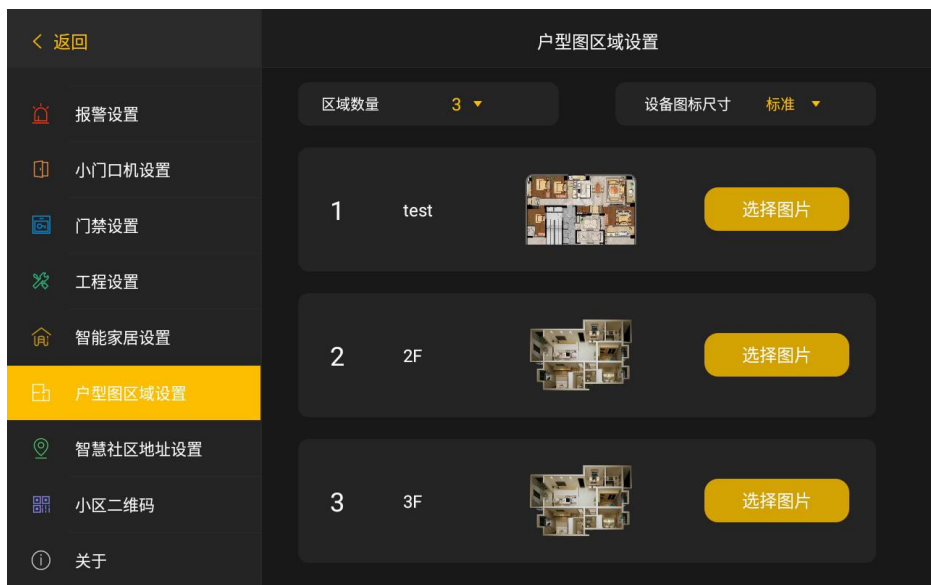 返回
户型图区域设置
报警设置
小门口机设置
门禁设置
工程设置
智能家居设置
户型图区域设置
智慧社区地址设置
小区二维码
关于
区域数量 3
设备图标尺寸 标准
1 test 选择图片
2 2F 选择图片
3 3F 选择图片